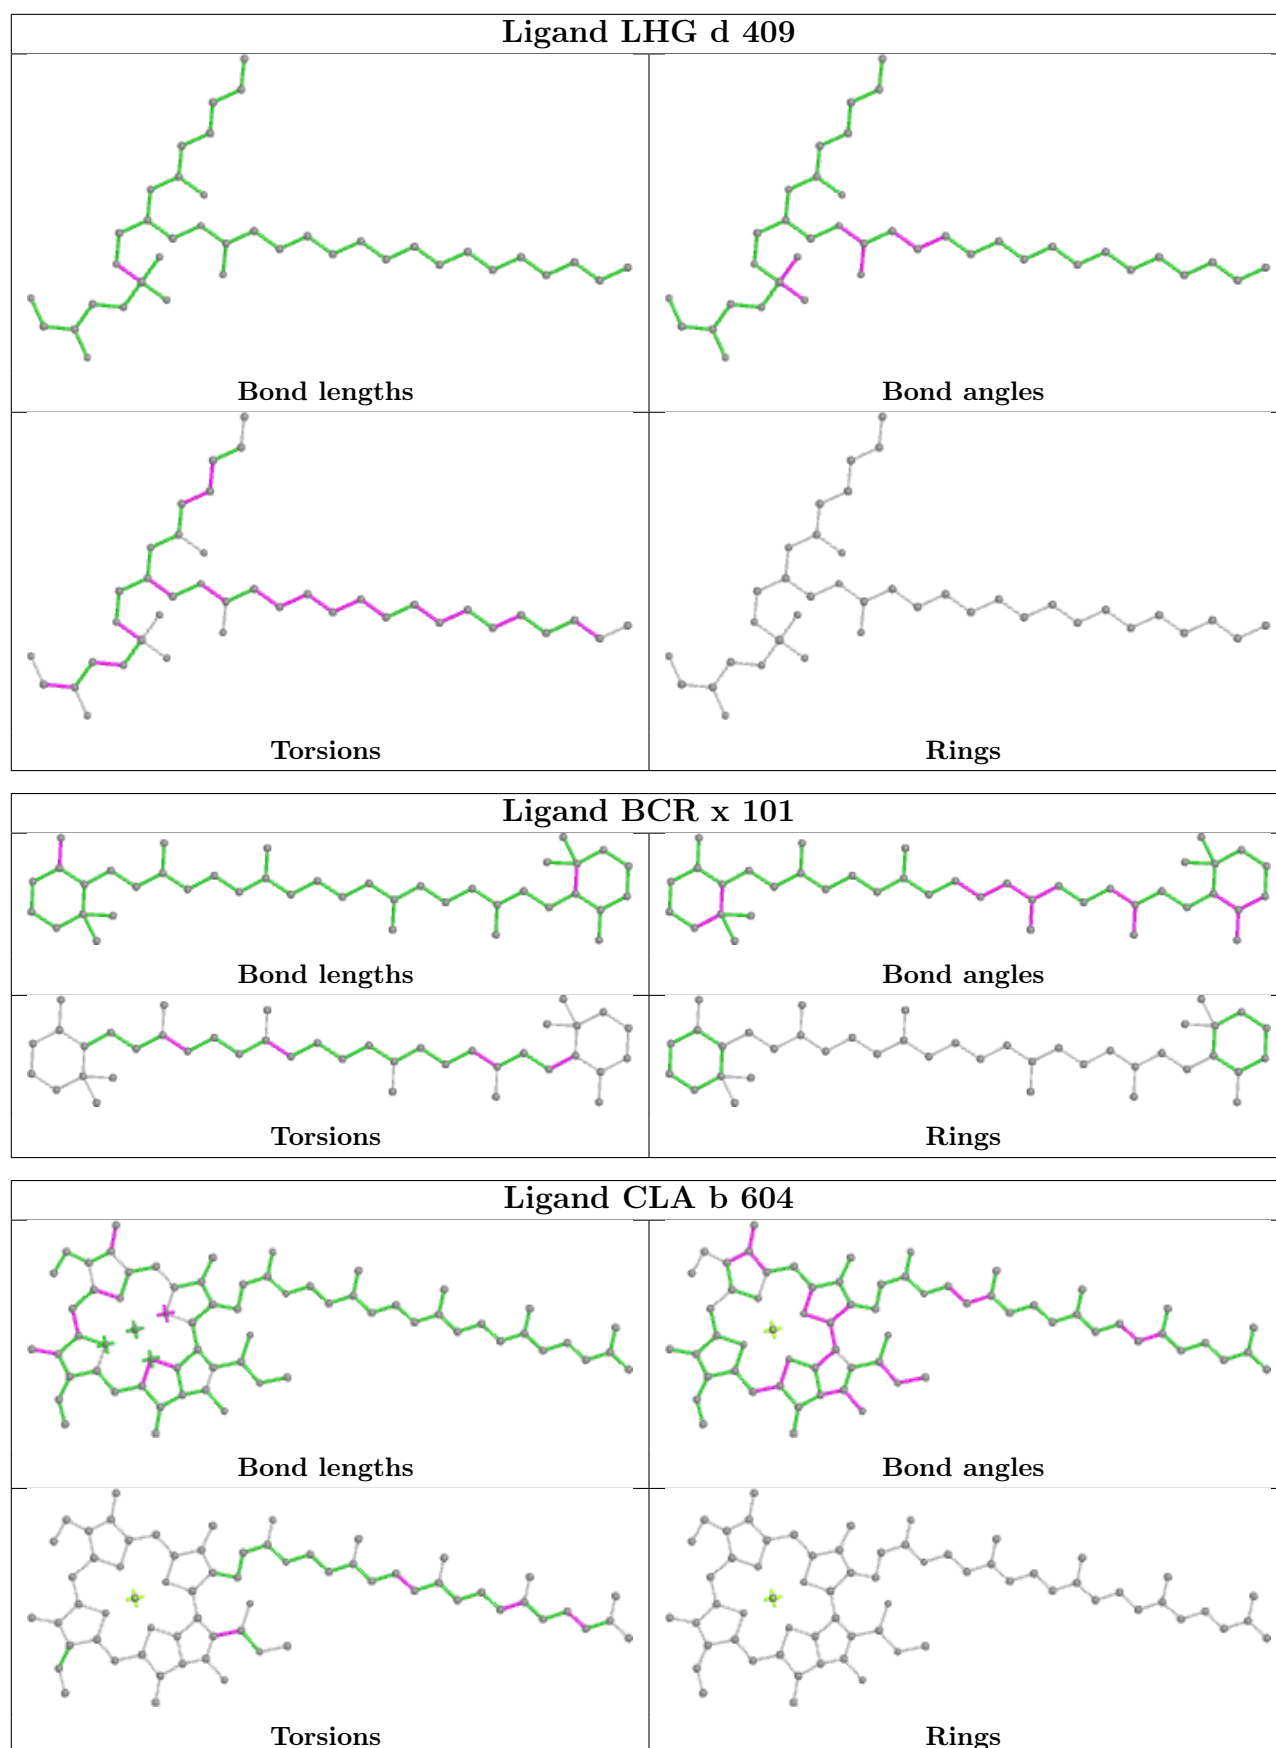 Ligand LHG d 409
Bond lengths
Bond angles
Torsions
Rings
Ligand BCR x 101
Bond lengths
Bond angles
Torsions
Rings
Ligand CLA b 604
Bond lengths
Bond angles
Torsions
Rings